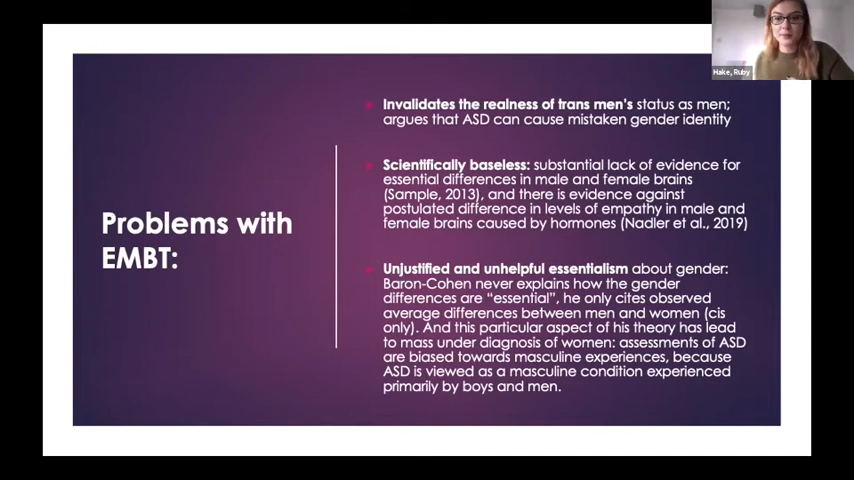 Hake, Ruby
Problems with
EMBT:
Invalidates the realness of trans men's status as men;
argues that ASD can cause mistaken gender identity
Scientifically baseless: substantial lack of evidence for
essential differences in male and female brains
(Sample, 2013), and there is evidence against
postulated difference in levels of empathy in male and
female brains caused by hormones (Nadler et al., 2019)
Unjustified and unhelpful essentialism about gender:
Baron-Cohen never explains how the gender
differences are “essential”, he only cites observed
average differences between men and women (cis
only). And this particular aspect of his theory has lead
to mass under diagnosis of women: assessments of ASD
are biased towards masculine experiences, because
ASD is viewed as a masculine condition experienced
primarily by boys and men.